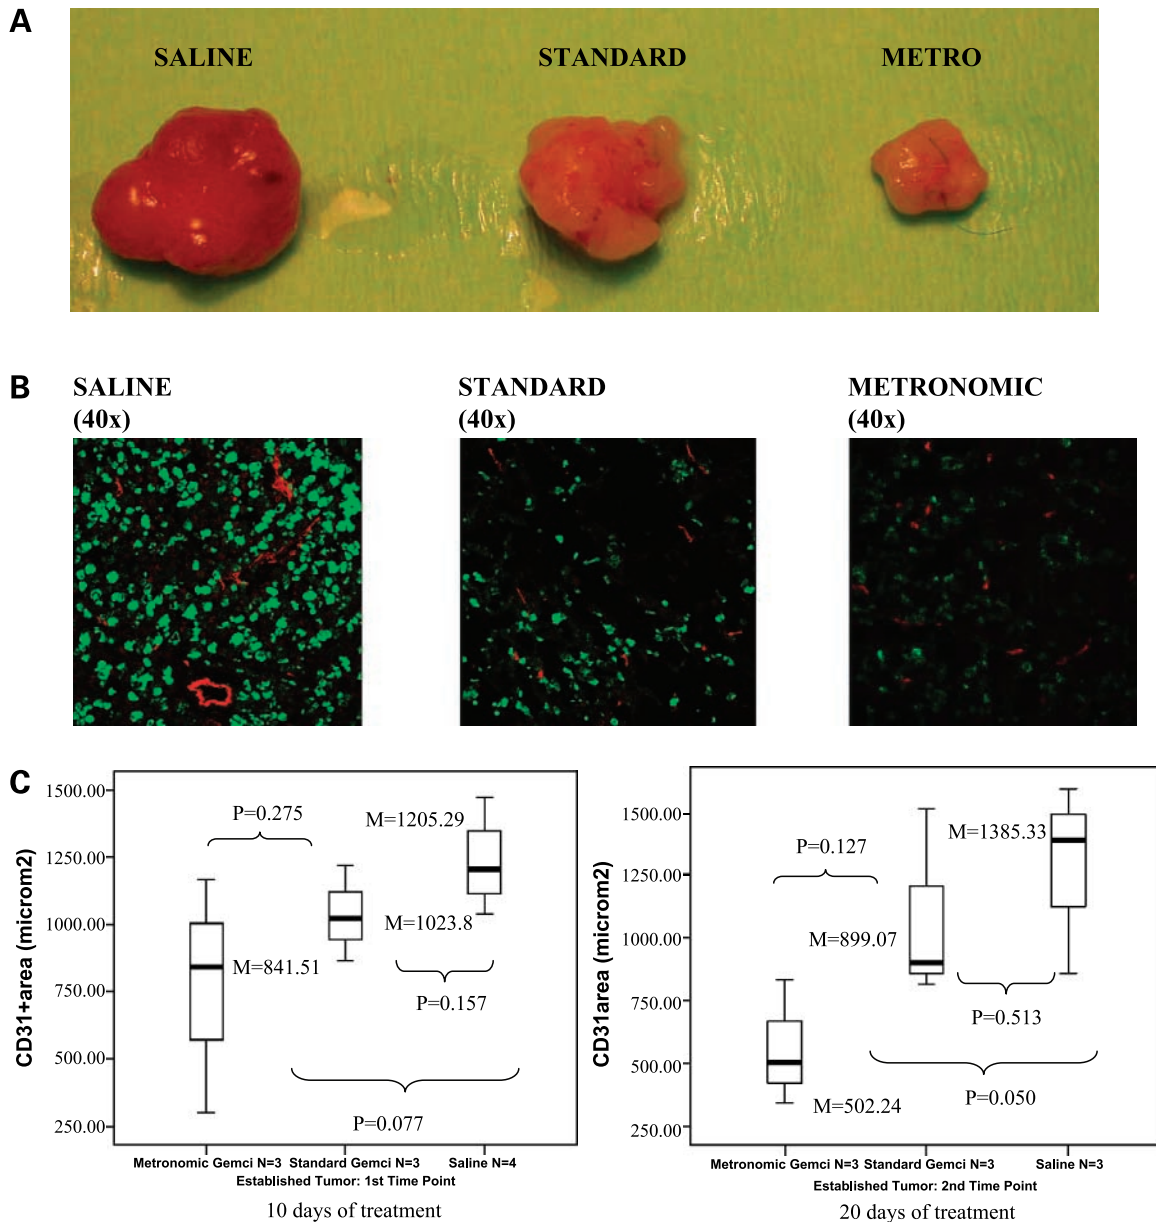 A
SALINE
STANDARD
METRO
B
SALINE
(40x)
STANDARD
(40x)
METRONOMIC
(40x)
C
CD31+area (microm2)
1500.00
1250.00
1000.00
750.00
500.00
250.00
P=0.275
M=1205.29
M=1023.8
M=841.51
P=0.157
P=0.077
Metronomic Gemci N=3 Standard Gemci N=3 Saline N=4
Established Tumor: 1st Time Point
10 days of treatment
CD31area (microm2)
1500.00
1250.00
1000.00
750.00
500.00
250.00
P=0.127
M=1385.33
M=899.07
P=0.513
P=0.050
M=502.24
Metronomic Gemci N=3 Standard Gemci N=3 Saline N=3
Established Tumor: 2nd Time Point
20 days of treatment